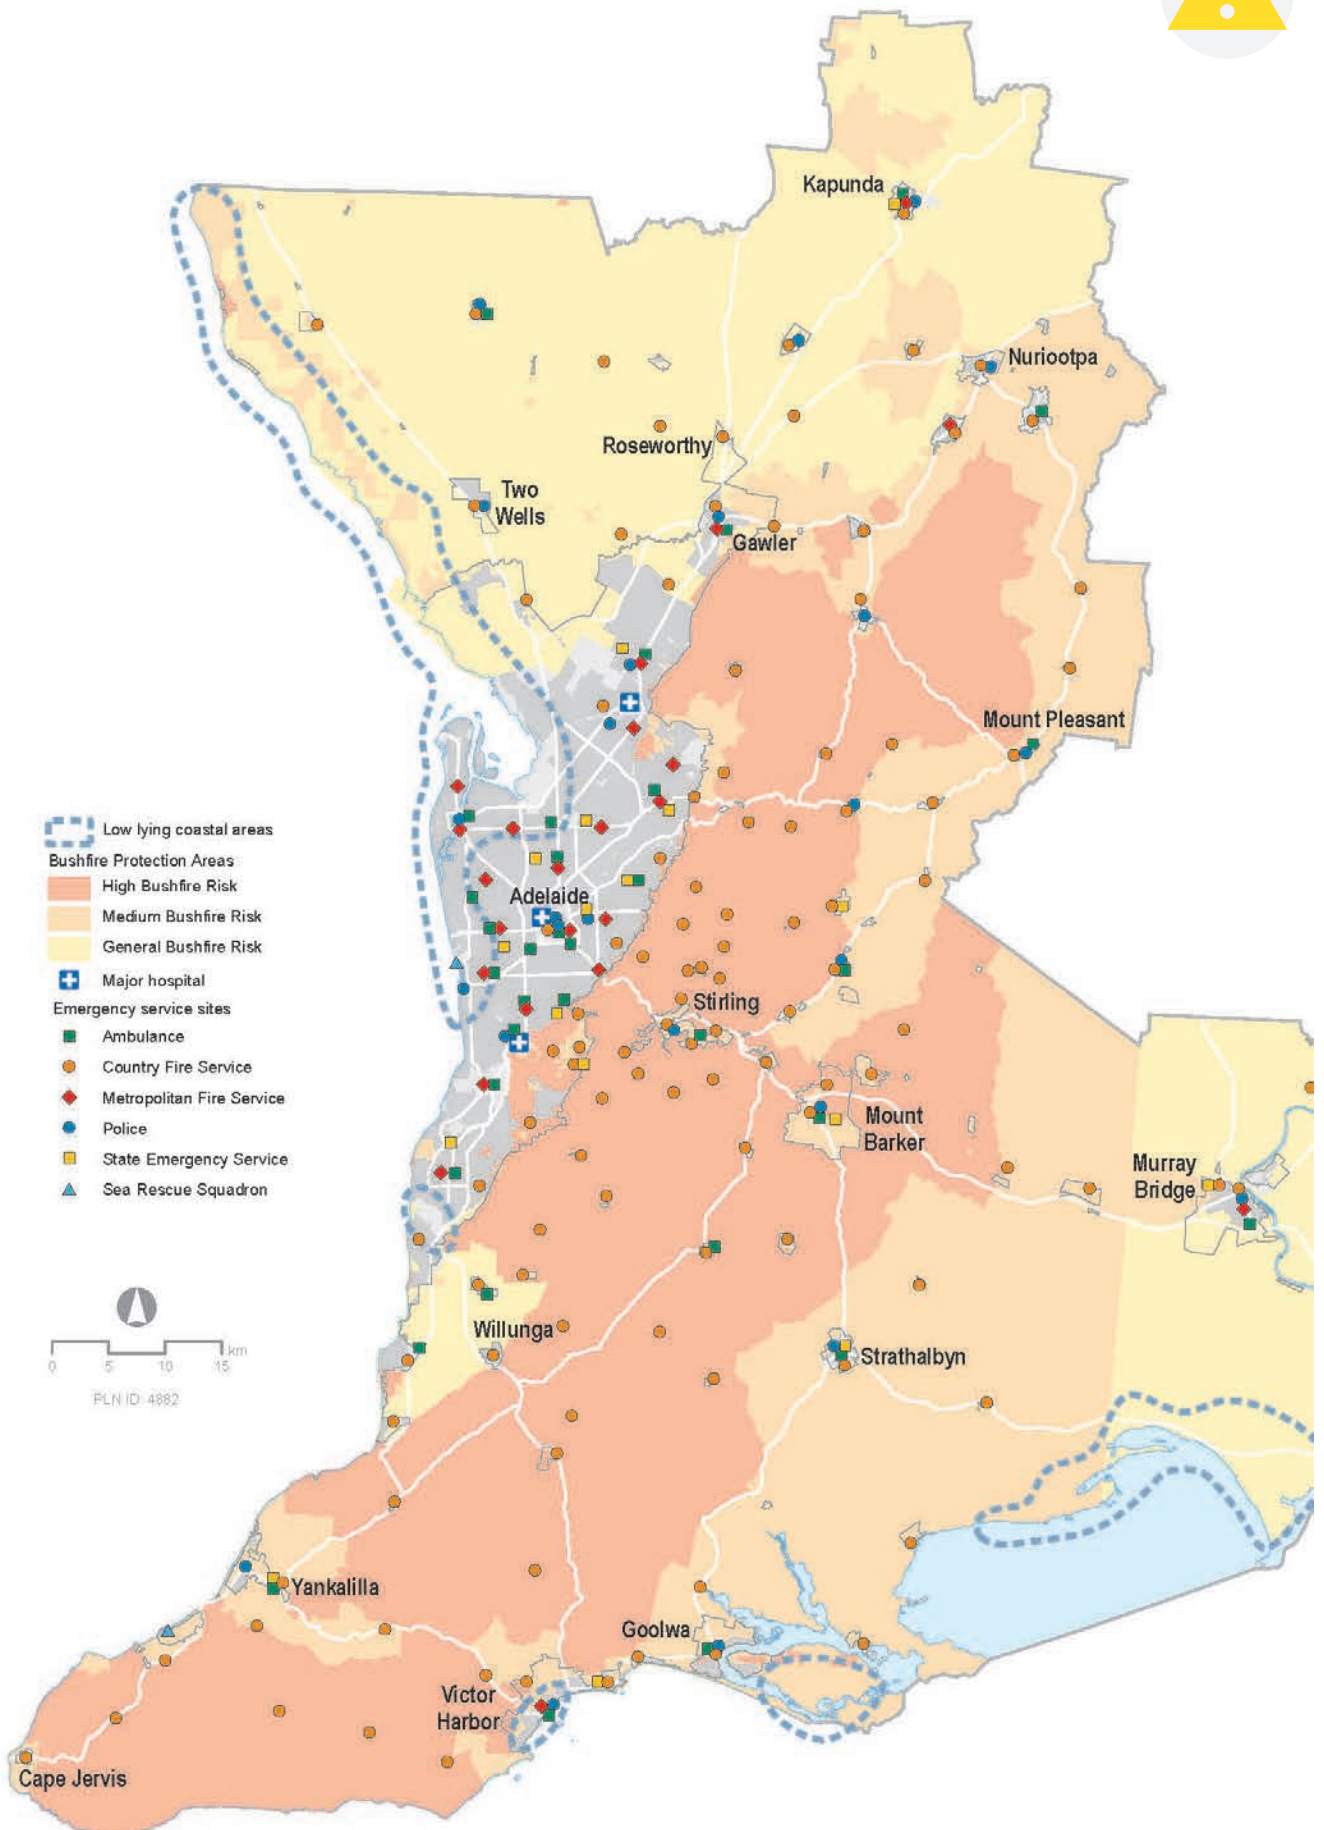 Kapunda
Nuriootpa
Roseworthy
Two
Wells
Gawler
Mount Pleasant
Low lying coastal areas
Bushfire Protection Areas
High Bushfire Risk
Medium Bushfire Risk
General Bushfire Risk
Major hospital
Emergency service sites
Ambulance
Country Fire Service
Metropolitan Fire Service
Police
State Emergency Service
Sea Rescue Squadron
Adelaide
Stirling
Mount
Barker
Murray
Bridge
km
0 5 10 15
PLN ID: 4882
Willunga
Strathalbyn
Yankalilla
Goolwa
Victor
Harbor
Cape Jervis